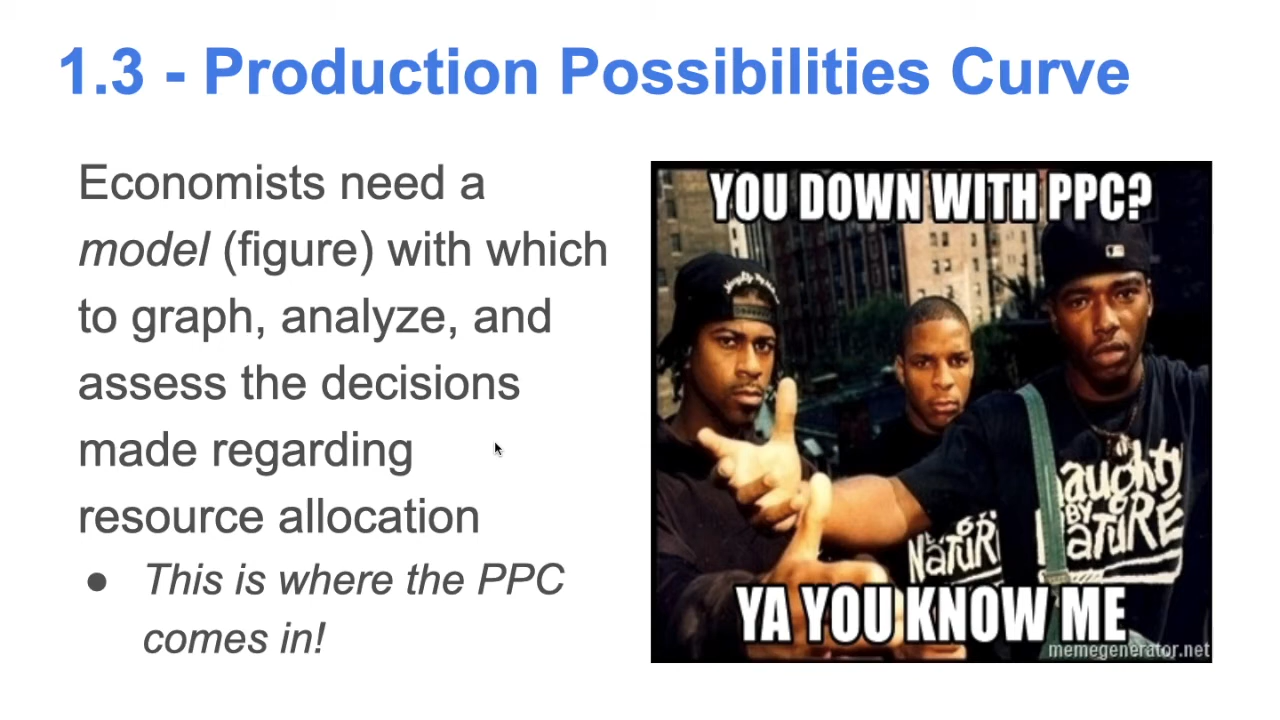 1.3 - Production Possibilities Curve
Economists need a
model (figure) with which
to graph, analyze, and
assess the decisions
made regarding
resource allocation
● This is where the PPC
comes in!
YOU DOWN WITH PPC?
Naughty
BY
NATURE
NATUR
YA YOU KNOW ME
memegenerator.net